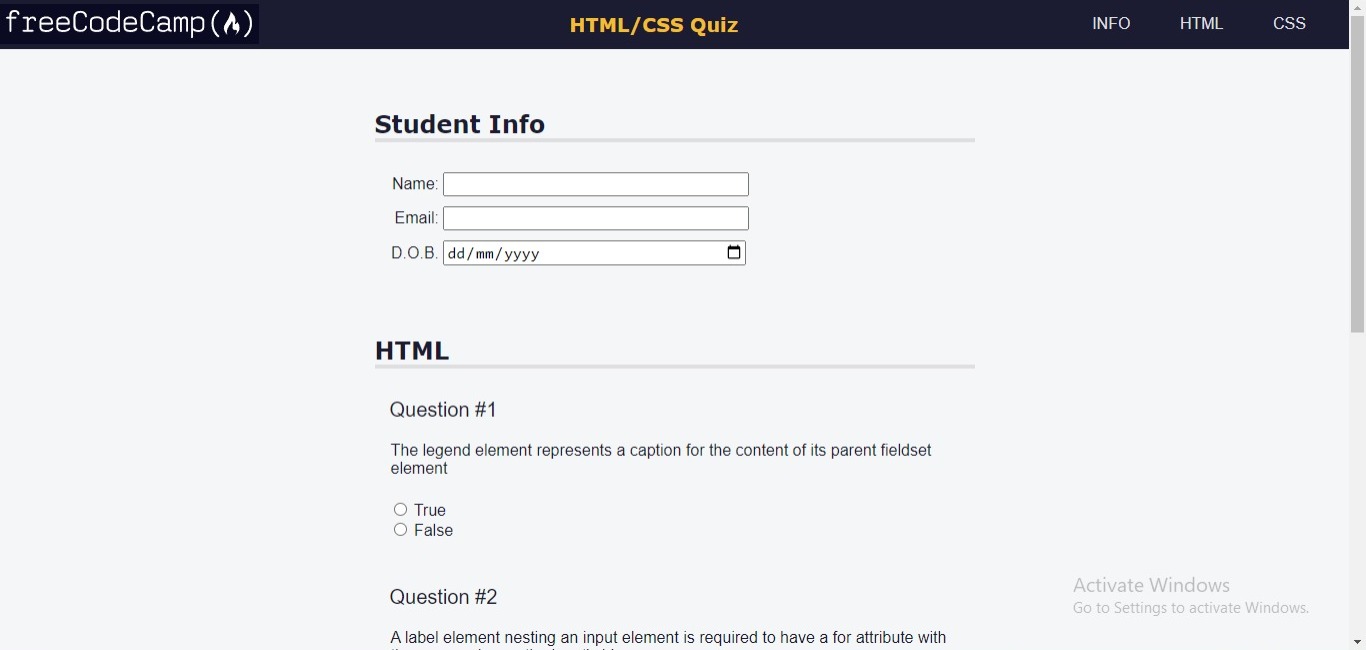 freeCodeCamp(🔥)
HTML/CSS Quiz
INFO
HTML
CSS
Student Info
Name:
Email:
D.O.B.
dd/mm/yyyy
HTML
Question #1
The legend element represents a caption for the content of its parent fieldset
element
True
False
Question #2
A label element nesting an input element is required to have a for attribute with
Activate Windows
Go to Settings to activate Windows.